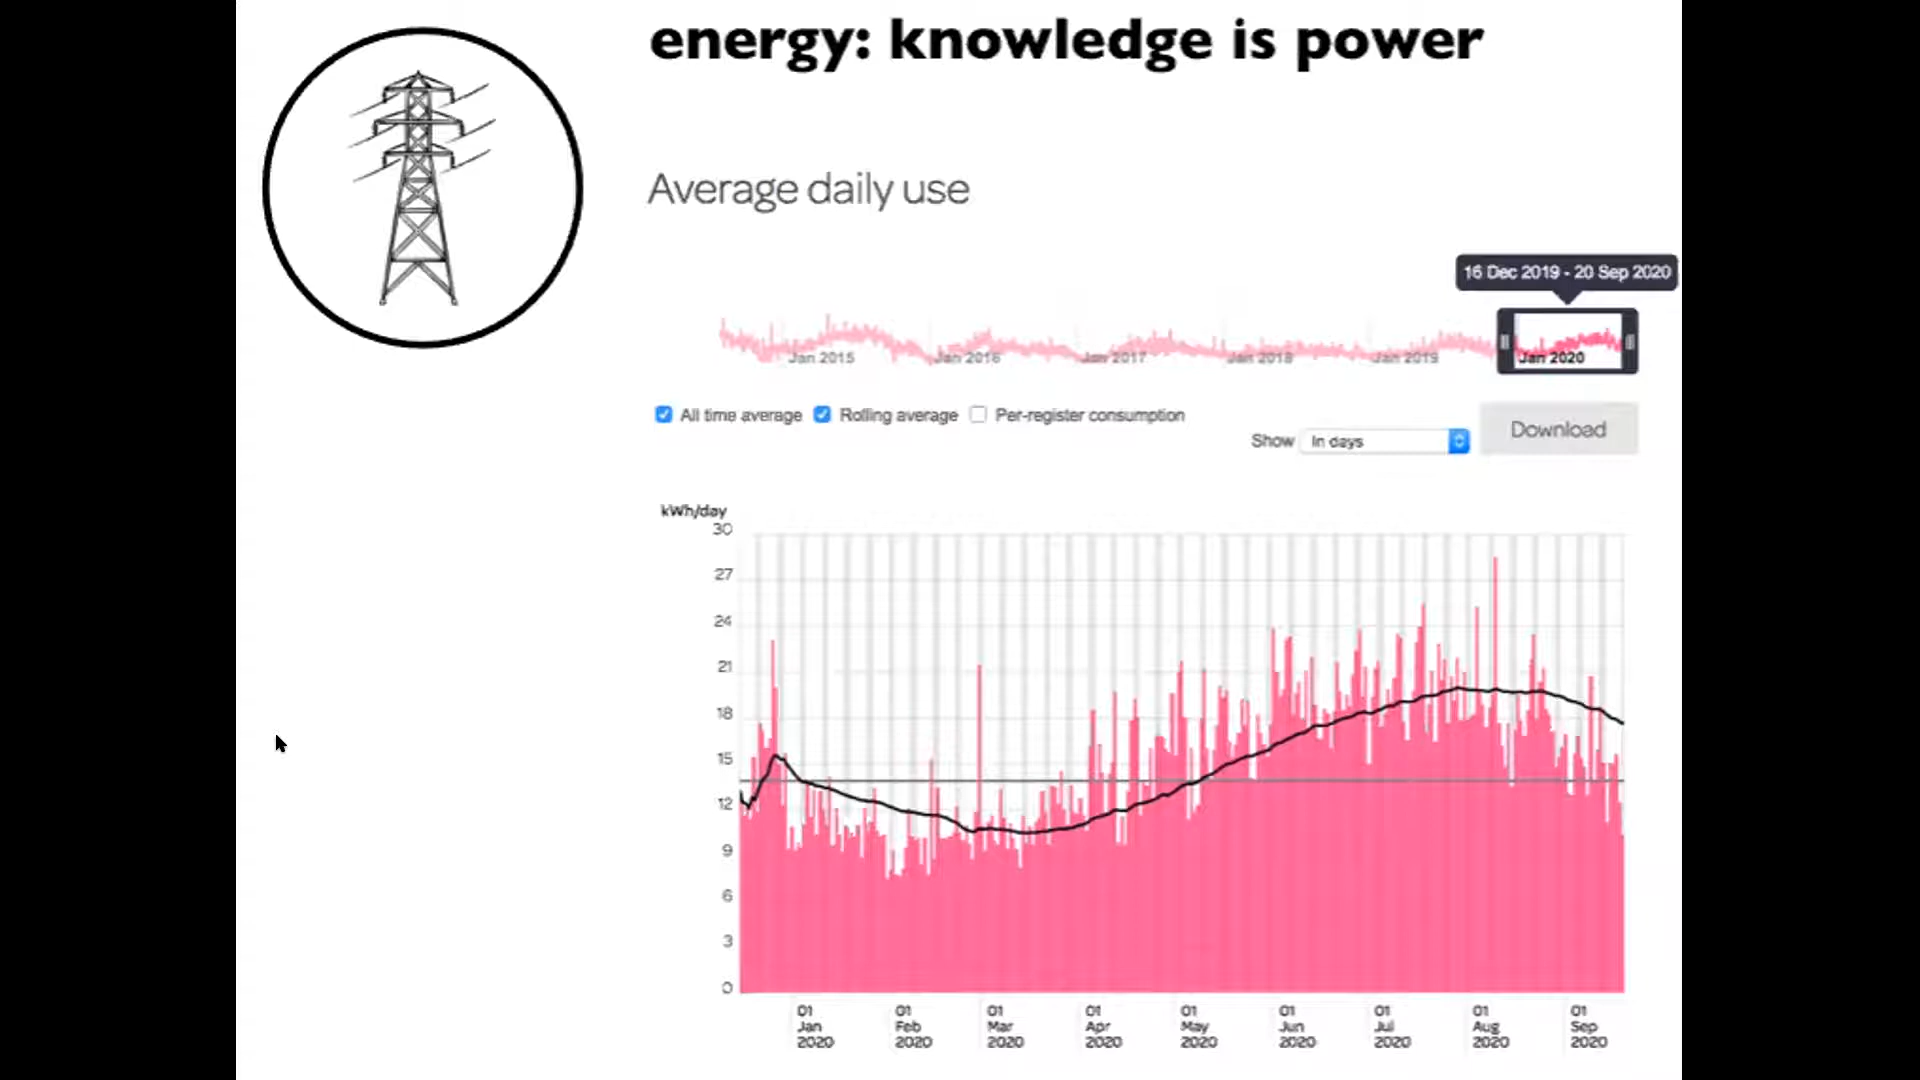 energy: knowledge is power
Average daily use
16 Dec 2019 - 20 Sep 2020
Jan 2015
Jan 2016
Jan 2017
Jan 2018
Jan 2019
Jan 2020
All time average
Rolling average
Per-register consumption
Show
In days
Download
kWh/day
30
27
24
21
18
15
12
9
6
3
0
01 Jan 2020
01 Feb 2020
01 Mar 2020
01 Apr 2020
01 May 2020
01 Jun 2020
01 Jul 2020
01 Aug 2020
01 Sep 2020